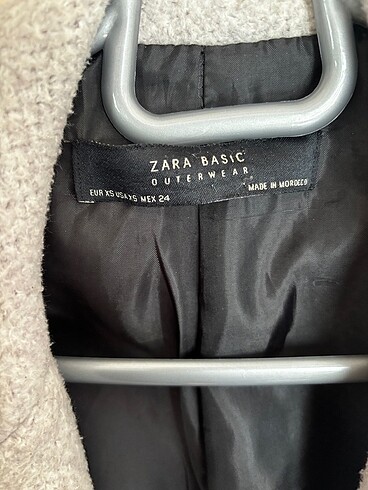 ZARA BASIC
OUTERWEAR
EUR XS USA XS MEX 24
MADE IN MOROCCO